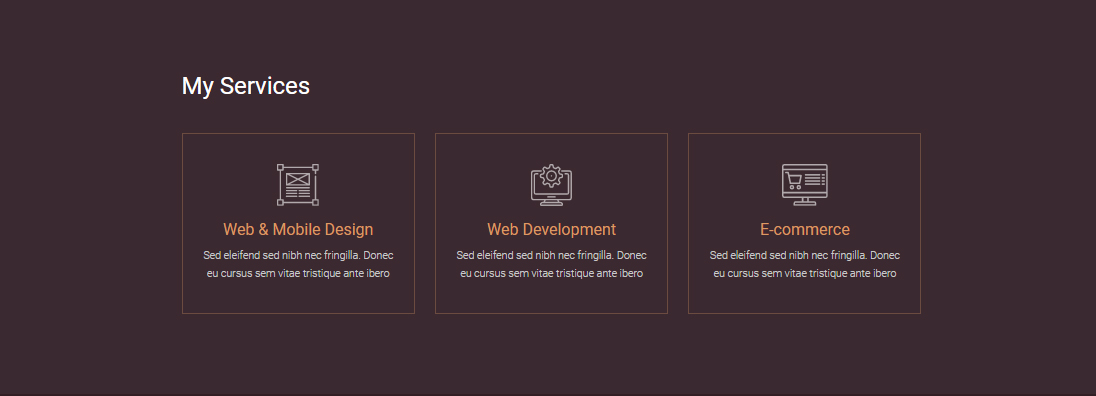 My Services
Web & Mobile Design
Sed eleifend sed nibh nec fringilla. Donec
eu cursus sem vitae tristique ante ibero
Web Development
Sed eleifend sed nibh nec fringilla. Donec
eu cursus sem vitae tristique ante ibero
E-commerce
Sed eleifend sed nibh nec fringilla. Donec
eu cursus sem vitae tristique ante ibero